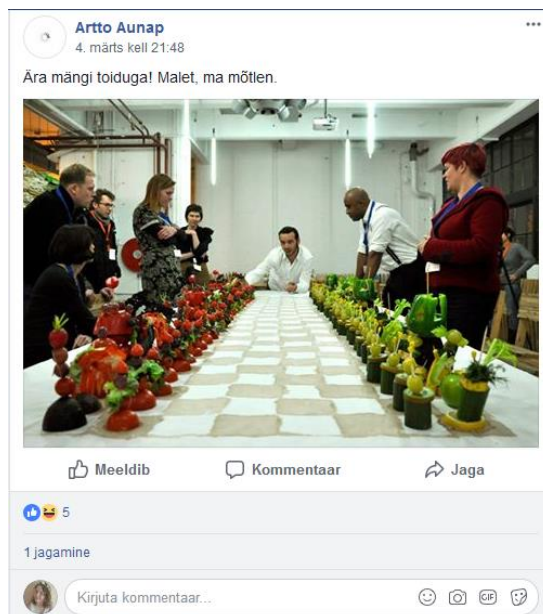 Artto Aunap
4. märts kell 21:48
Ära mängi toiduga! Malet, ma mõtlen.
Meeldib Kommentaar Jaga
5
1 jagamine
Kirjuta kommentaar... GIF